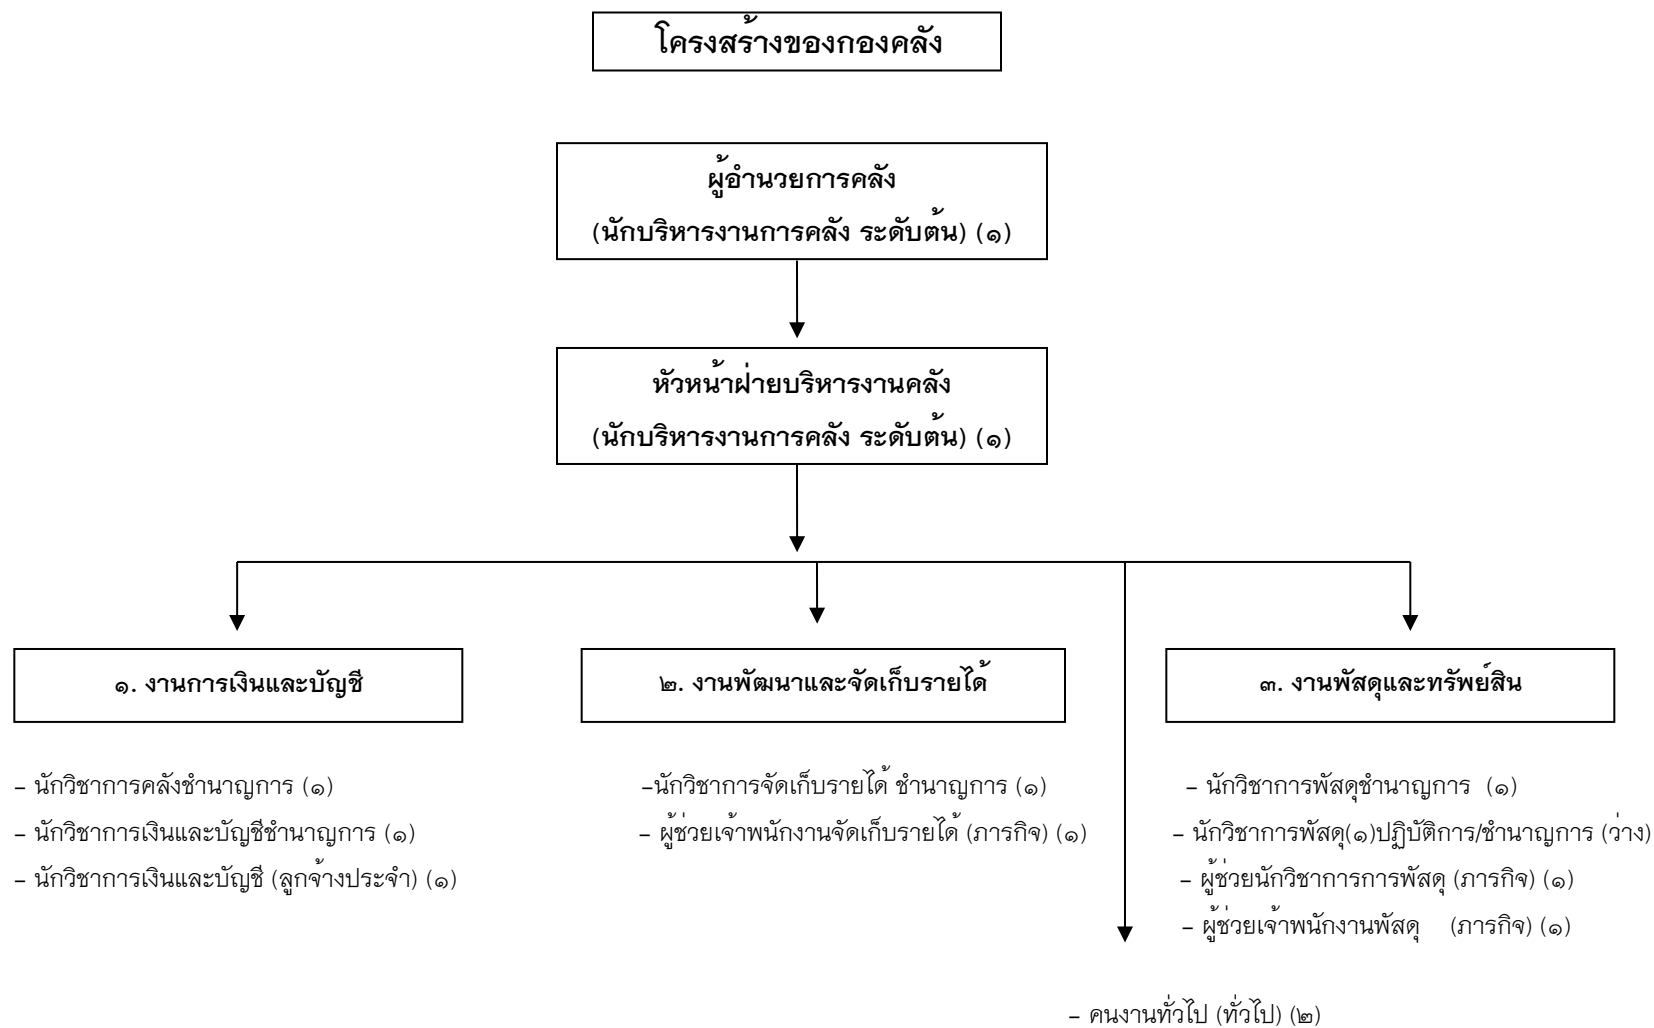 โครงสร้างของกองคลัง
ผู้อำนวยการคลัง
(นักบริหารงานการคลัง ระดับต้น) (๑)
หัวหน้าฝ่ายบริหารงานคลัง
(นักบริหารงานการคลัง ระดับต้น) (๑)
๑. งานการเงินและบัญชี
– นักวิชาการคลังชำนาญการ (๑)
– นักวิชาการเงินและบัญชีชำนาญการ (๑)
– นักวิชาการเงินและบัญชี (ลูกจ้างประจำ) (๑)
๒. งานพัฒนาและจัดเก็บรายได้
–นักวิชาการจัดเก็บรายได้ ชำนาญการ (๑)
– ผู้ช่วยเจ้าพนักงานจัดเก็บรายได้ (ภารกิจ) (๑)
๓. งานพัสดุและทรัพย์สิน
– นักวิชาการพัสดุชำนาญการ (๑)
– นักวิชาการพัสดุ(๑)ปฏิบัติการ/ชำนาญการ (ว่าง)
– ผู้ช่วยนักวิชาการการพัสดุ (ภารกิจ) (๑)
– ผู้ช่วยเจ้าพนักงานพัสดุ (ภารกิจ) (๑)
– คนงานทั่วไป (ทั่วไป) (๒)